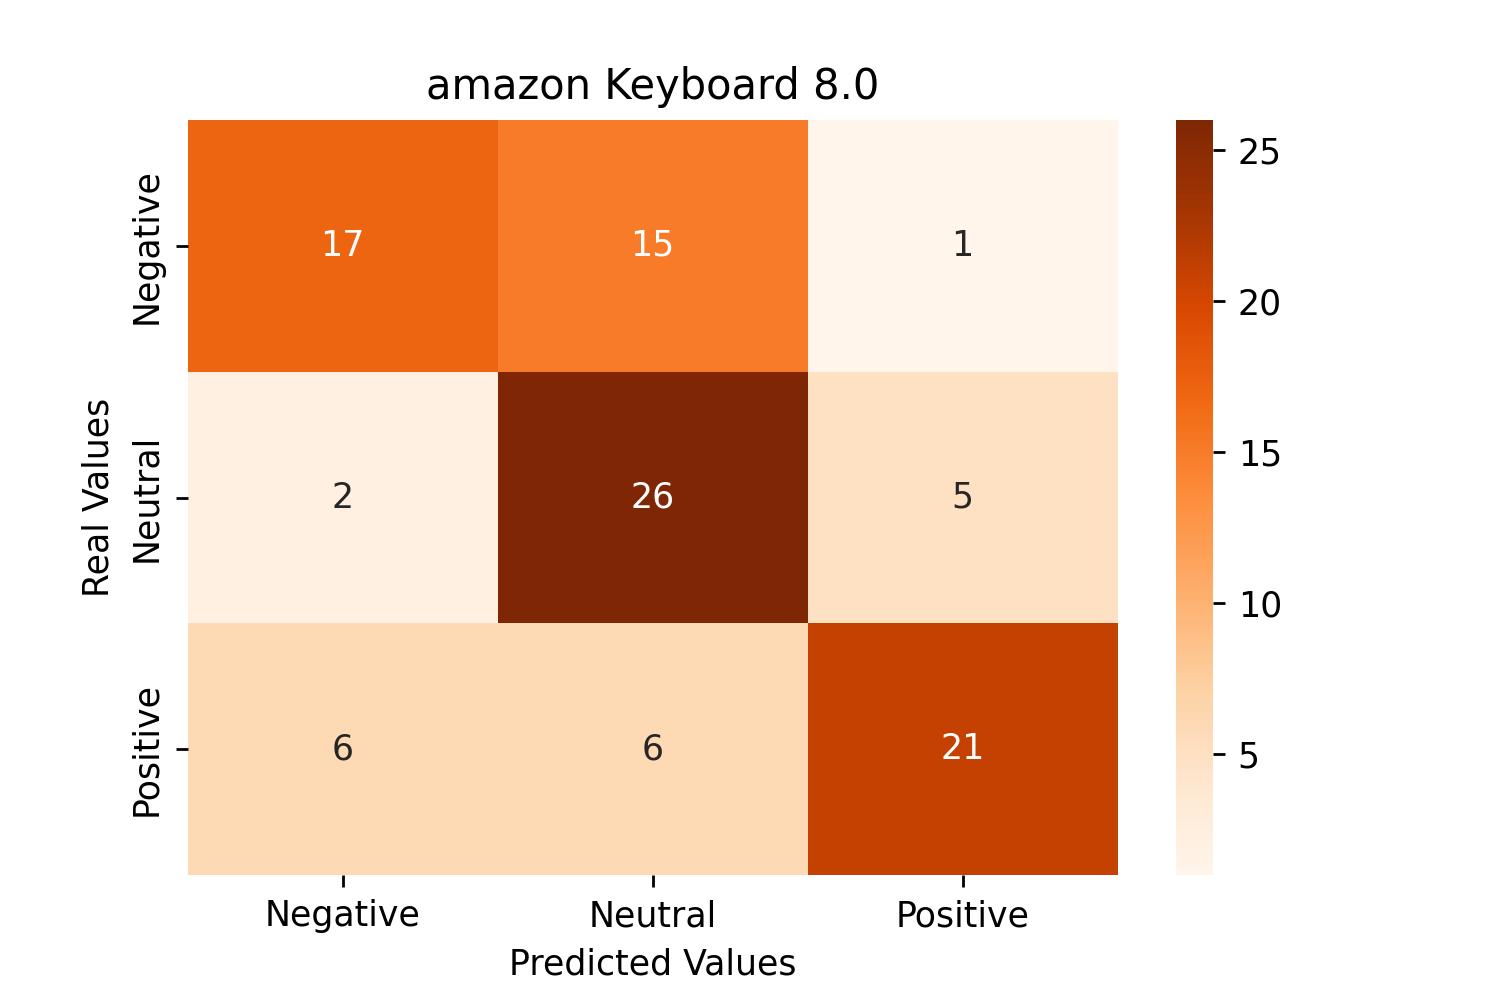 amazon Keyboard 8.0
Real Values
Negative
17
15
1
Neutral
2
26
5
Positive
6
6
21
Negative
Neutral
Positive
Predicted Values
25
20
15
10
5